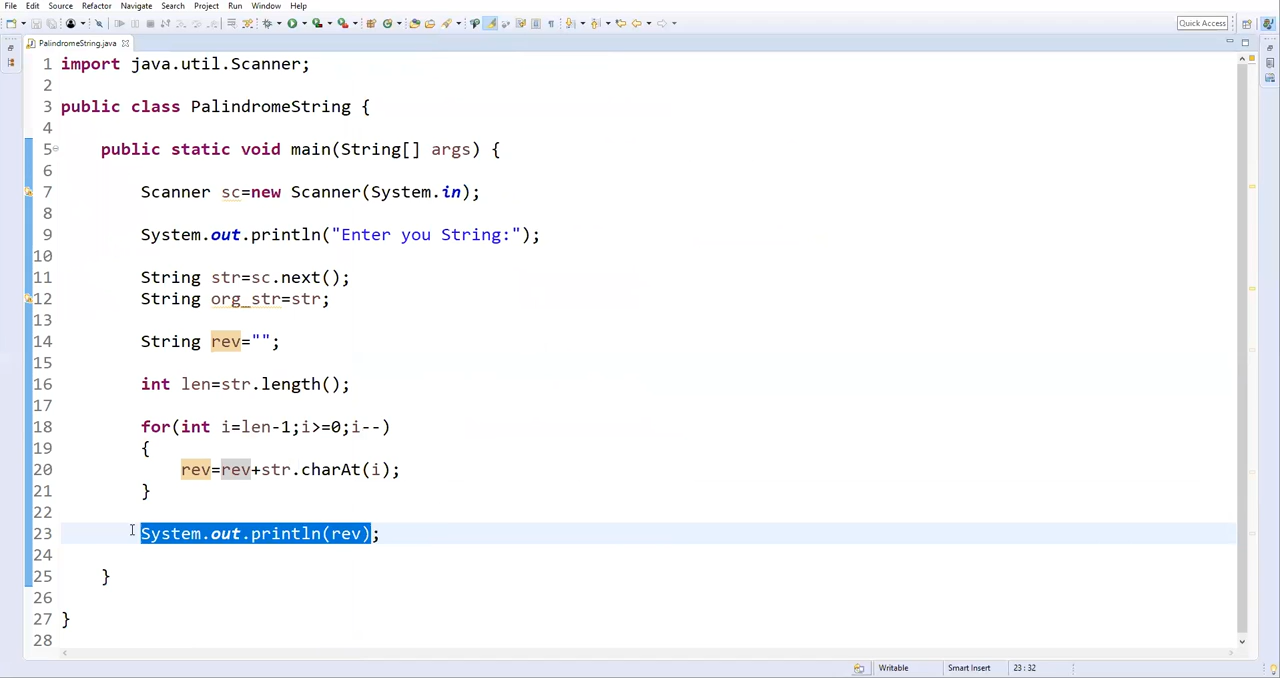 File Edit Source Refactor Navigate Search Project Run Window Help
Quick Access
PalindromeString.java
1 import java.util.Scanner;
2
3 public class PalindromeString {
4
5 public static void main(String[] args) {
6
7 Scanner sc=new Scanner(System.in);
8
9 System.out.println("Enter you String:");
10
11 String str=sc.next();
12 String org_str=str;
13
14 String rev="";
15
16 int len=str.length();
17
18 for(int i=len-1;i>=0;i--)
19 {
20 rev=rev+str.charAt(i);
21 }
22
23 System.out.println(rev);
24
25 }
26
27 }
28
Writable Smart Insert 23 : 32